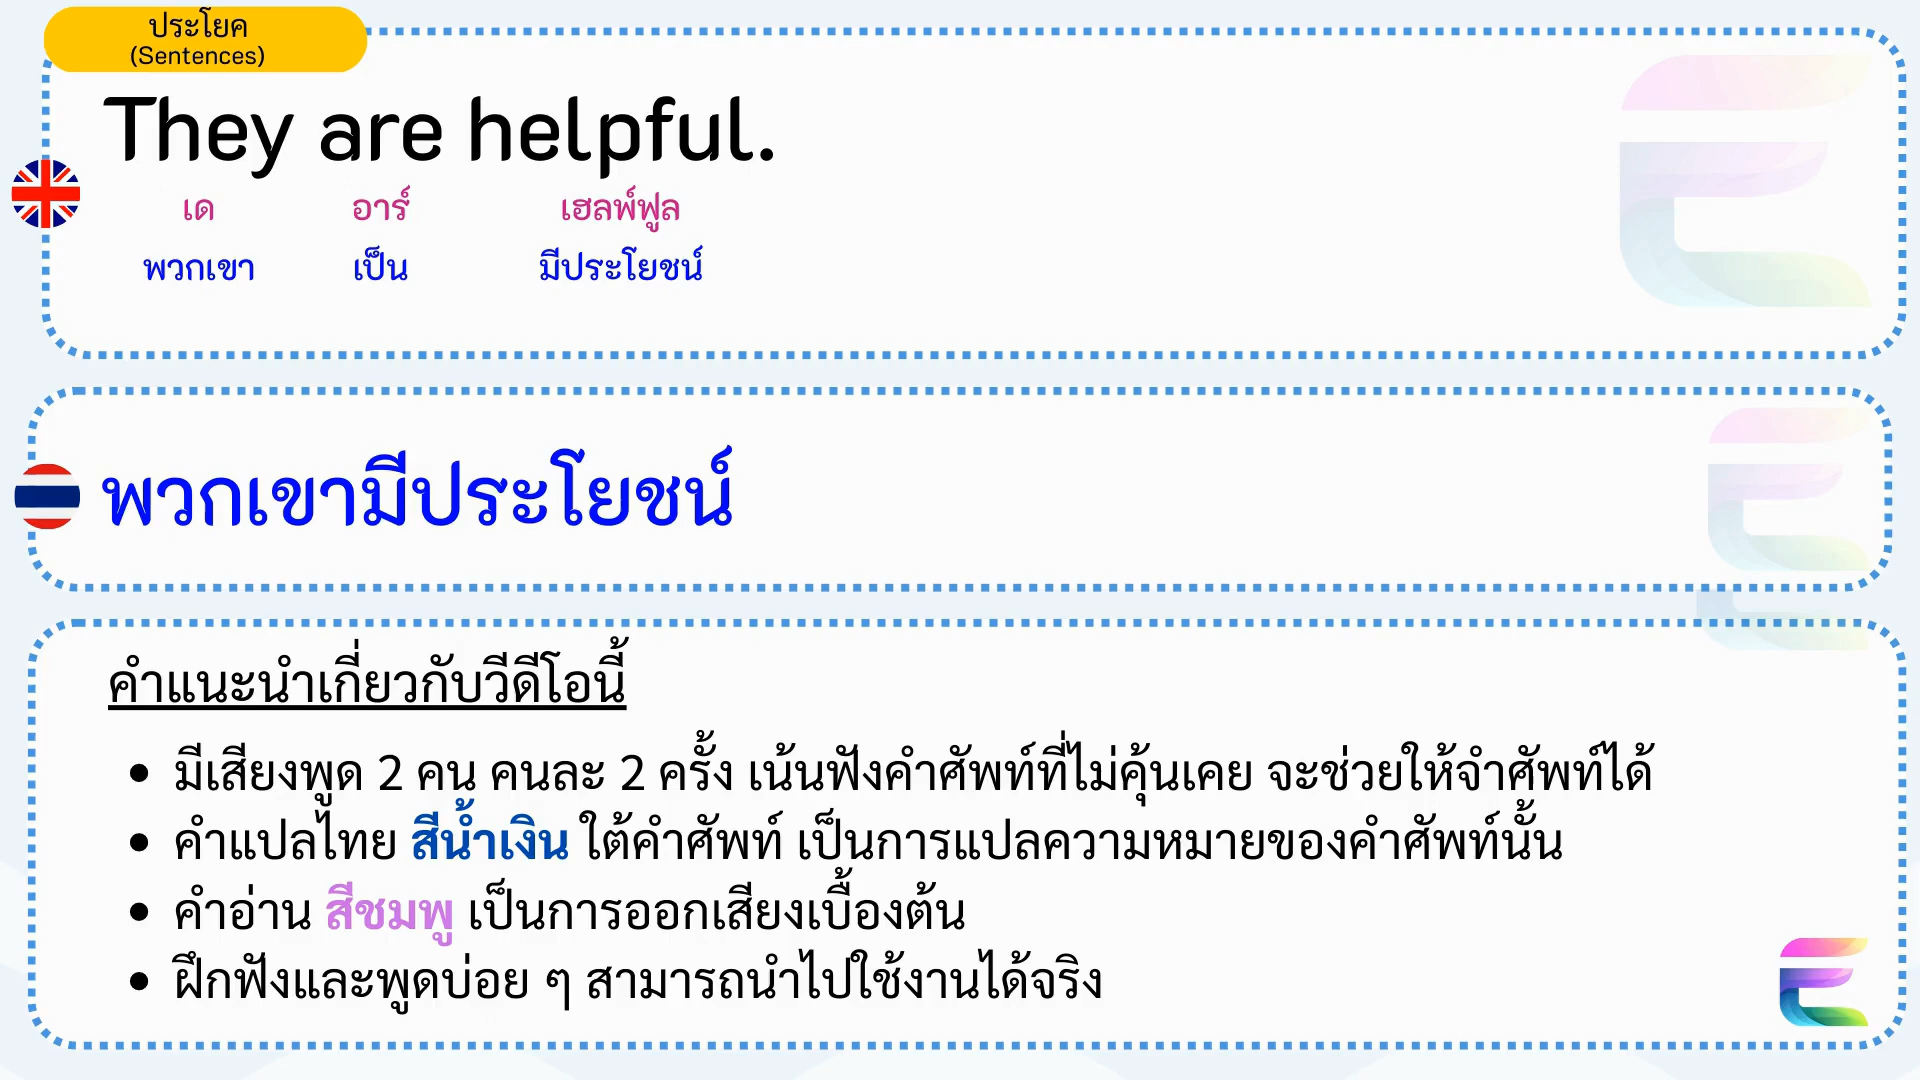 ประโยค
(Sentences)
They are helpful.
เด อาร์ เฮลพ์ฟูล
พวกเขา เป็น มีประโยชน์
พวกเขามีประโยชน์
คำแนะนำเกี่ยวกับวีดีโอนี้
• มีเสียงพูด 2 คน คนละ 2 ครั้ง เน้นฟังคำศัพท์ที่ไม่คุ้นเคย จะช่วยให้จำศัพท์ได้
• คำแปลไทย สีน้ำเงิน ใต้คำศัพท์ เป็นการแปลความหมายของคำศัพท์นั้น
• คำอ่าน สีชมพู เป็นการออกเสียงเบื้องต้น
• ฝึกฟังและพูดบ่อย ๆ สามารถนำไปใช้งานได้จริง